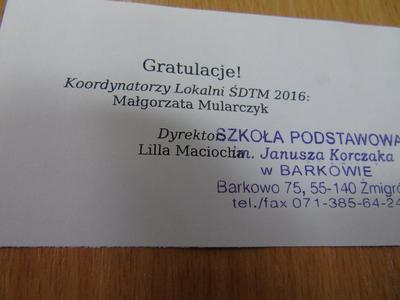 Gratulacje!
Koordynatorzy Lokalni ŚDTM 2016:
Małgorzata Mularczyk
Dyrektor:
Lilla Maciocha
SZKOŁA PODSTAWOWA
im. Janusza Korczaka
w BARKOWIE
Barkowo 75, 55-140 Żmigró
tel./fax 071-385-64-24